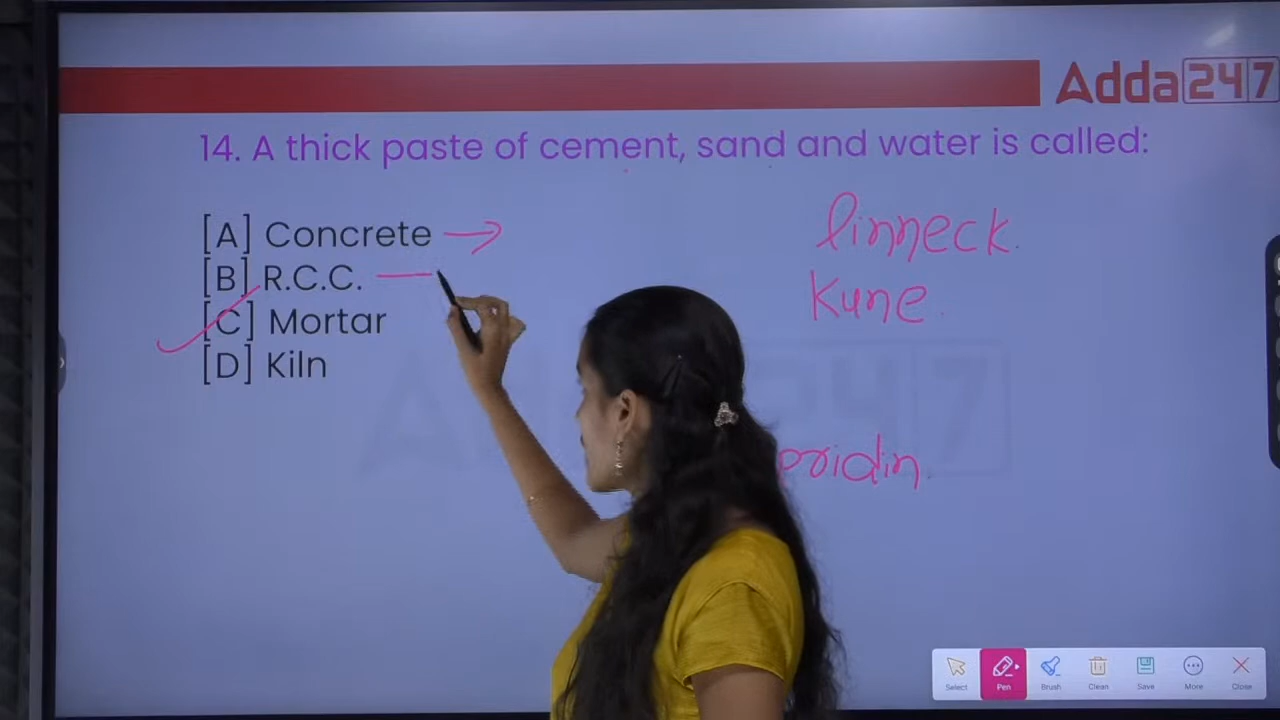 Adda247
14. A thick paste of cement, sand and water is called:
[A] Concrete
[B] R.C.C.
[C] Mortar
[D] Kiln
linneck
Kune
Select
Pen
Brush
Clean
Save
More
Close